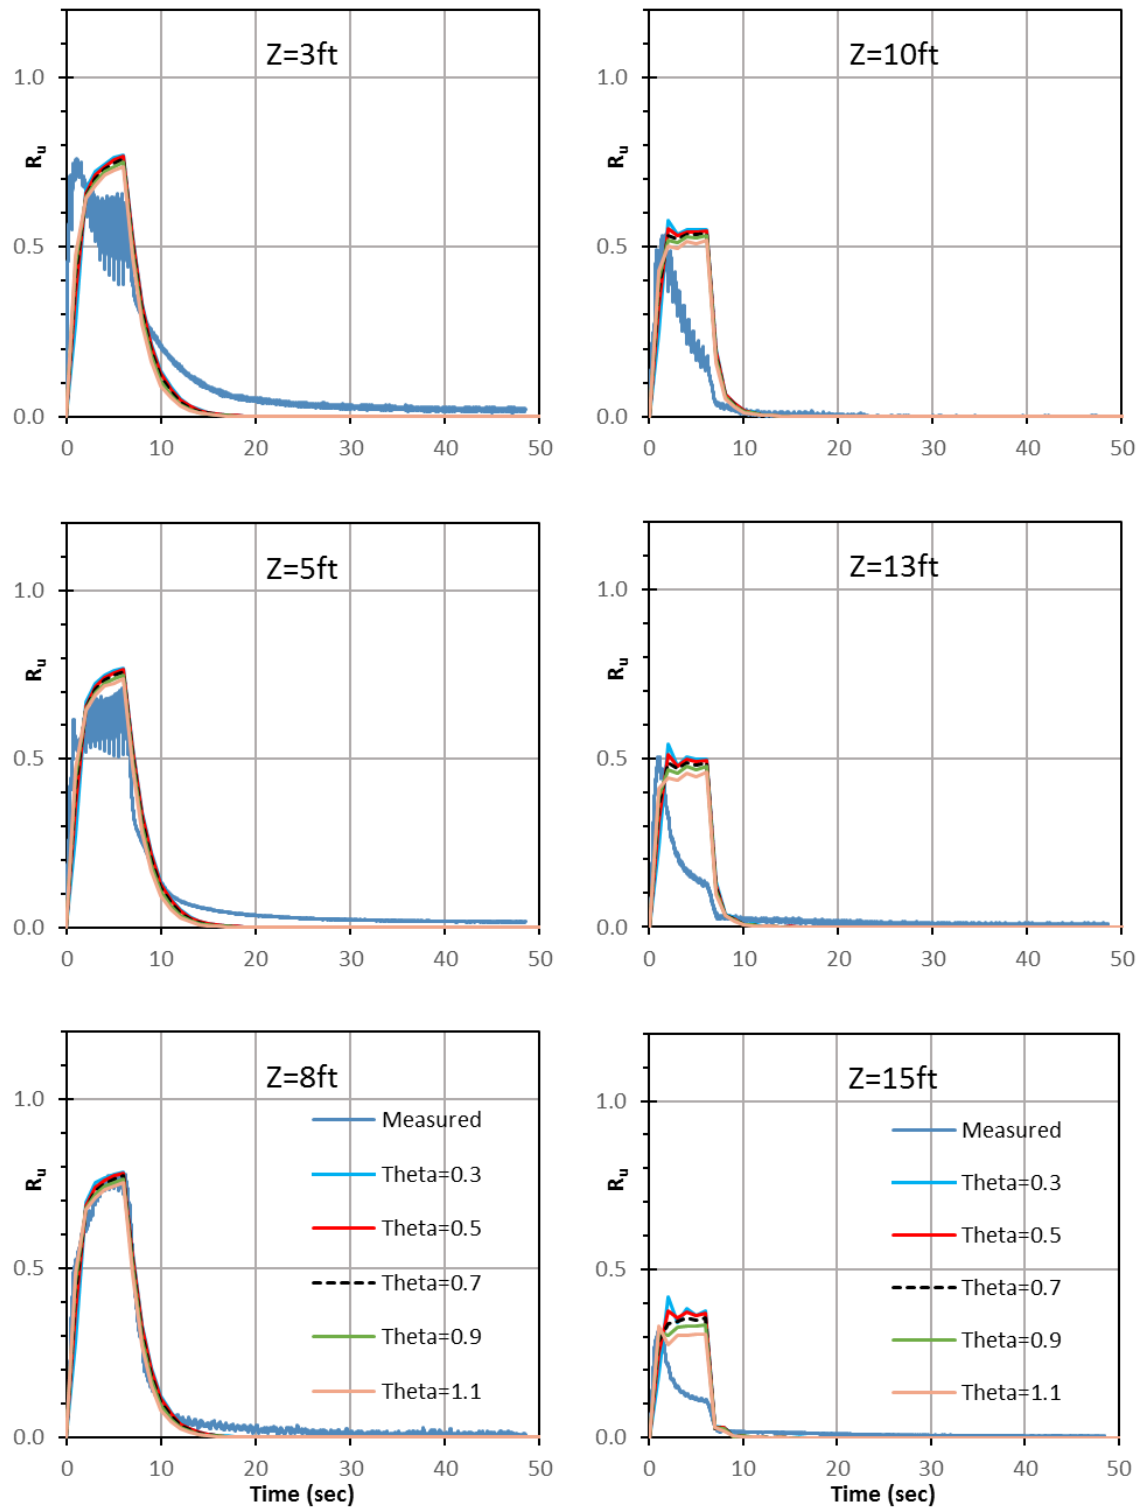 Z=3ft
1.0
0.5
0.0
Ru
0 10 20 30 40 50
Z=10ft
1.0
0.5
0.0
Ru
0 10 20 30 40 50
Z=5ft
1.0
0.5
0.0
Ru
0 10 20 30 40 50
Z=13ft
1.0
0.5
0.0
Ru
0 10 20 30 40 50
Z=8ft
1.0
0.5
0.0
Ru
Measured
Theta=0.3
Theta=0.5
Theta=0.7
Theta=0.9
Theta=1.1
0 10 20 30 40 50
Time (sec)
Z=15ft
1.0
0.5
0.0
Ru
Measured
Theta=0.3
Theta=0.5
Theta=0.7
Theta=0.9
Theta=1.1
0 10 20 30 40 50
Time (sec)